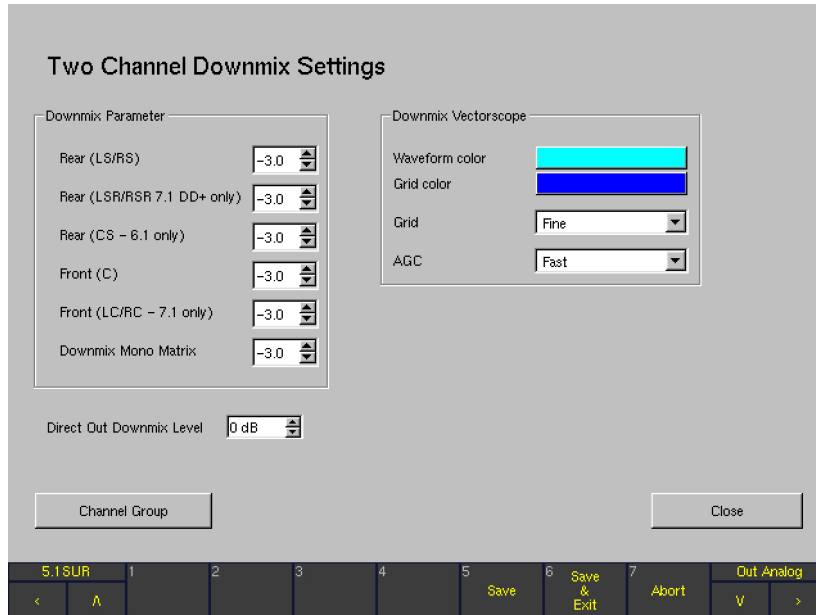 Two Channel Downmix Settings
Downmix Parameter
Rear (LS/RS) -3.0
Rear (LSR/RSR 7.1 DD+ only) -3.0
Rear (CS - 6.1 only) -3.0
Front (C) -3.0
Front (LC/RC - 7.1 only) -3.0
Downmix Mono Matrix -3.0
Downmix Vectorscope
Waveform color
Grid color
Grid Fine
AGC Fast
Direct Out Downmix Level 0 dB
Channel Group
Close
5.1SUR
<
Λ
1
2
3
4
5
Save
6
Save
&
Exit
7
Abort
Out Analog
V
>